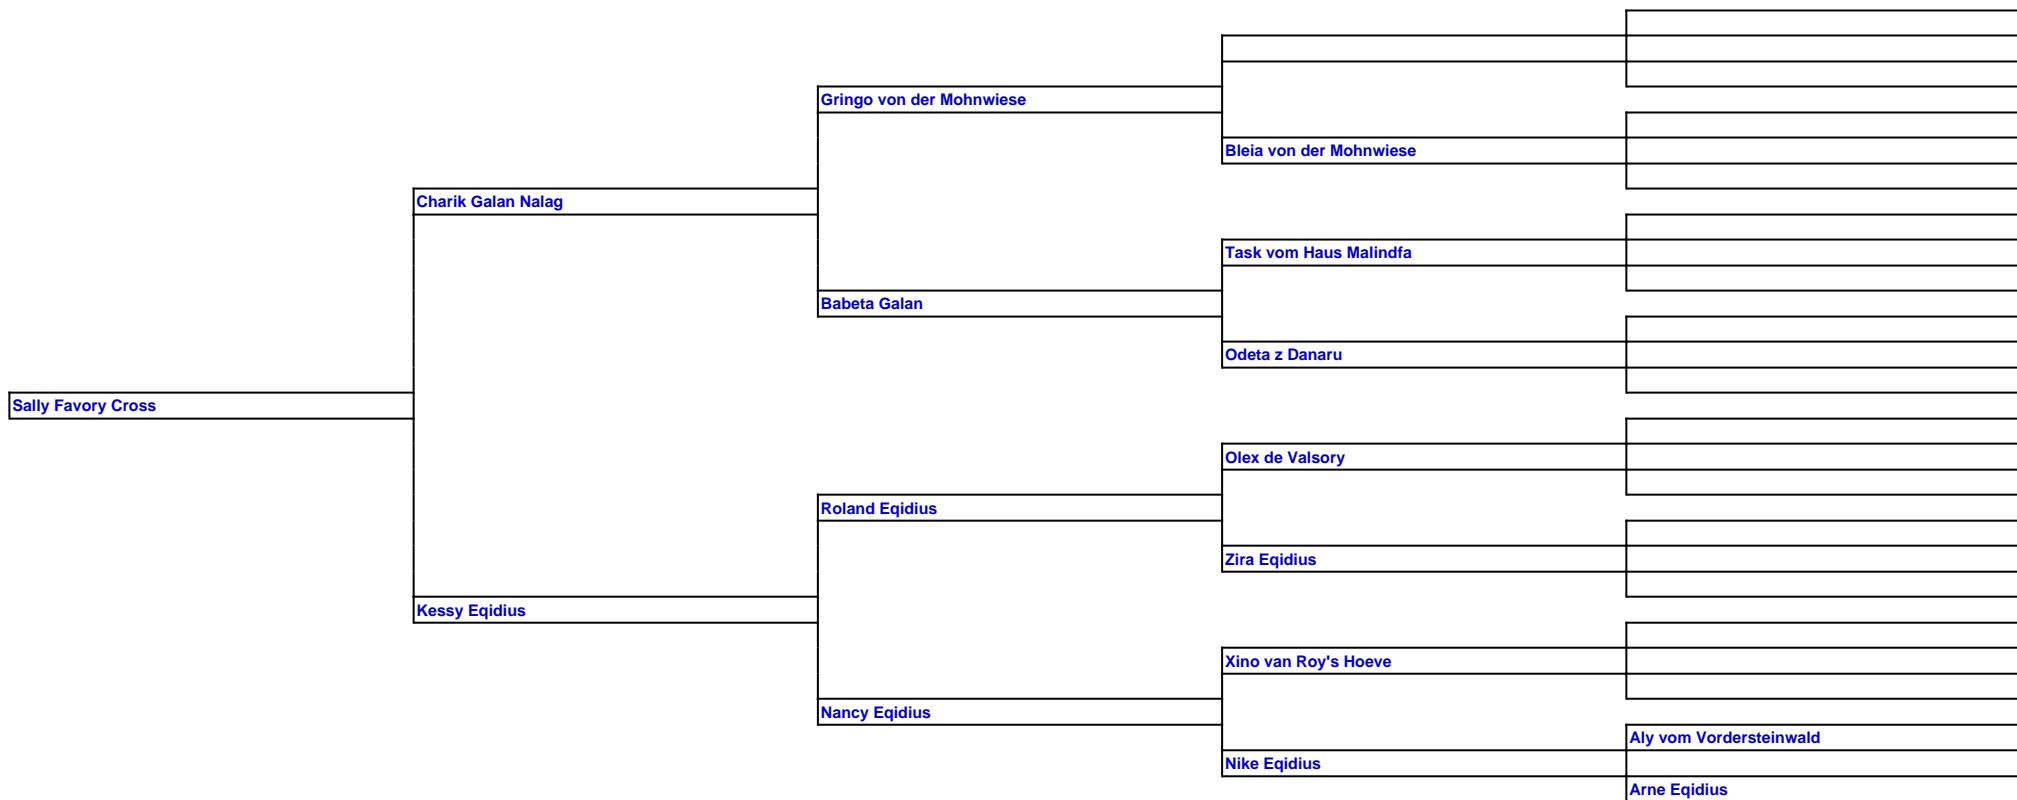 Gringo von der Mohnwiese
Bleia von der Mohnwiese
Charik Galan Nalag
Task vom Haus Malindfa
Babeta Galan
Odeta z Danaru
Sally Favory Cross
Olex de Valsory
Roland Eqidius
Zira Eqidius
Kessy Eqidius
Xino van Roy's Hoeve
Nancy Eqidius
Aly vom Vordersteinwald
Nike Eqidius
Arne Eqidius